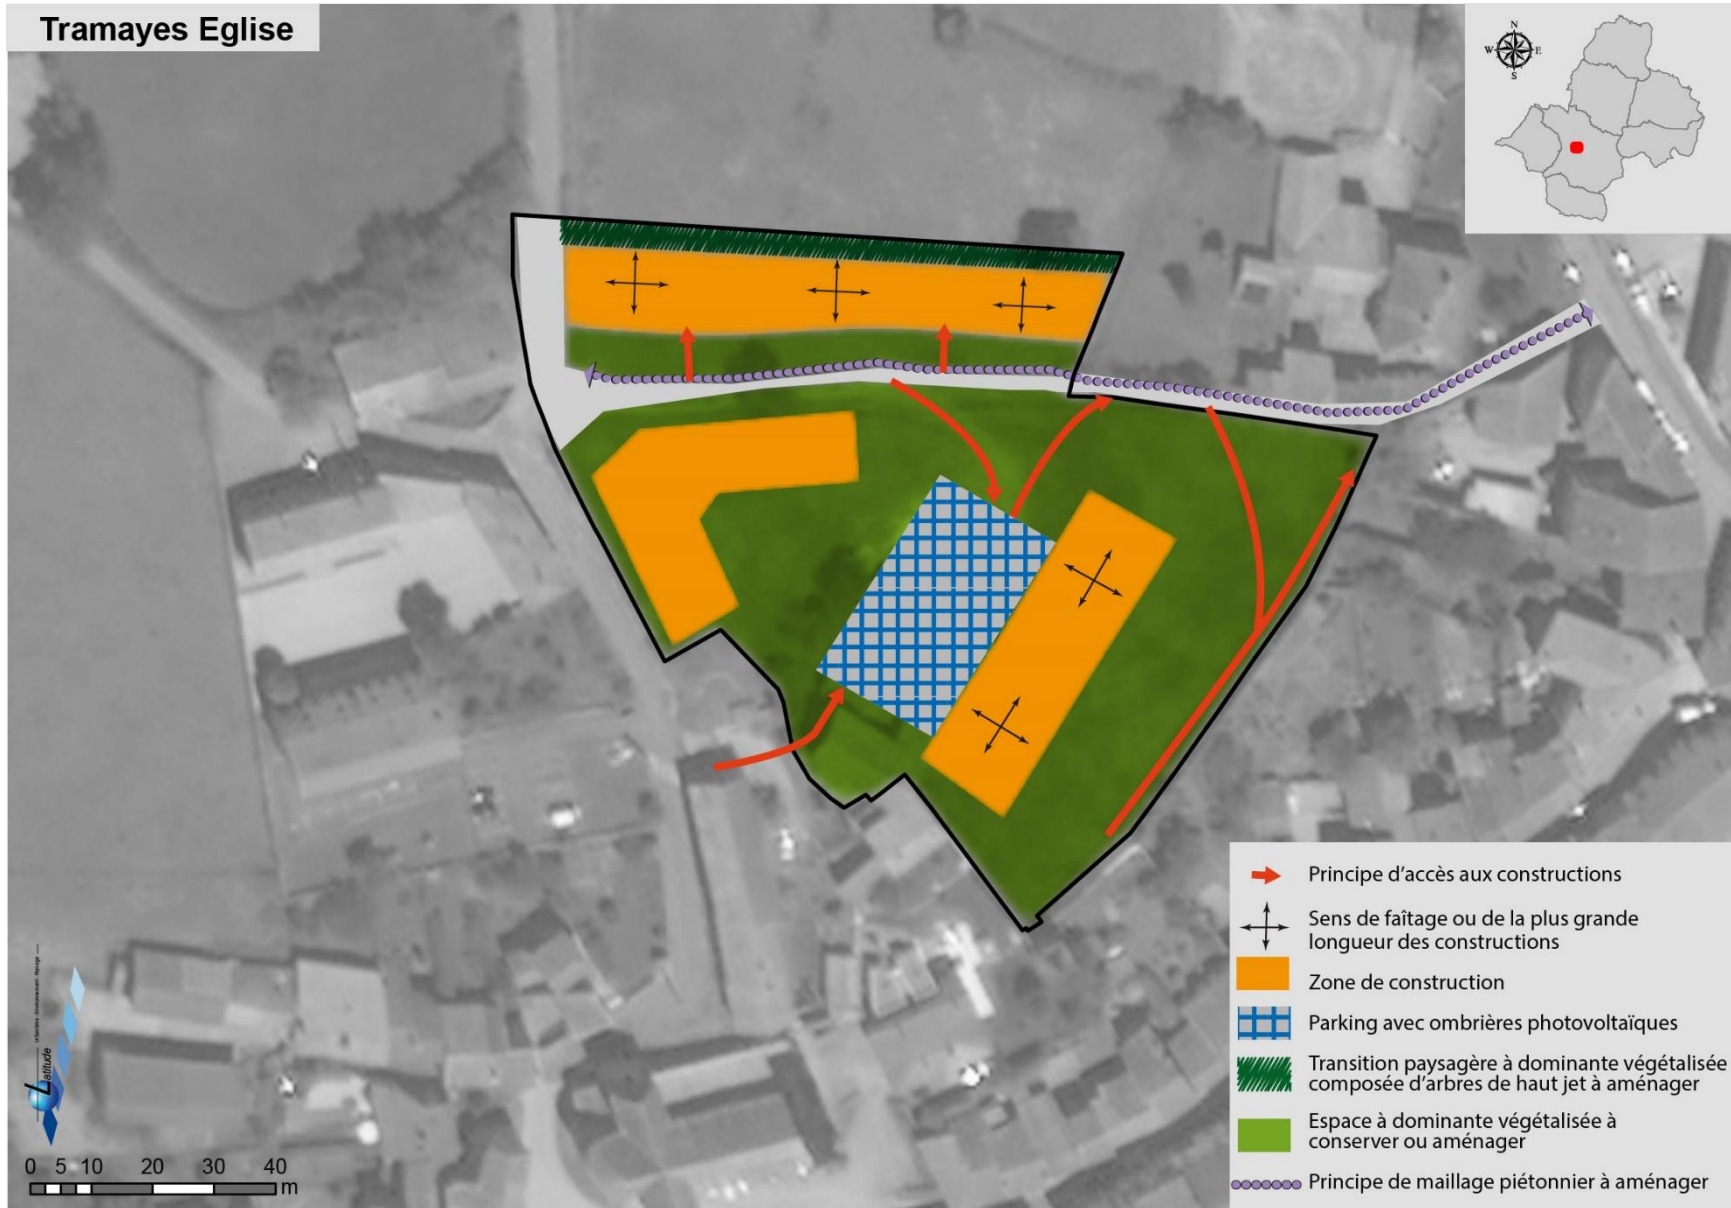 Tramayes Eglise
N
W E
S
Principe d'accès aux constructions
Sens de faîtage ou de la plus grande
longueur des constructions
Zone de construction
Parking avec ombrières photovoltaïques
Transition paysagère à dominante végétalisée
composée d'arbres de haut jet à aménager
Espace à dominante végétalisée à
conserver ou aménager
Principe de maillage piétonnier à aménager
Latitude
0 5 10 20 30 40
m